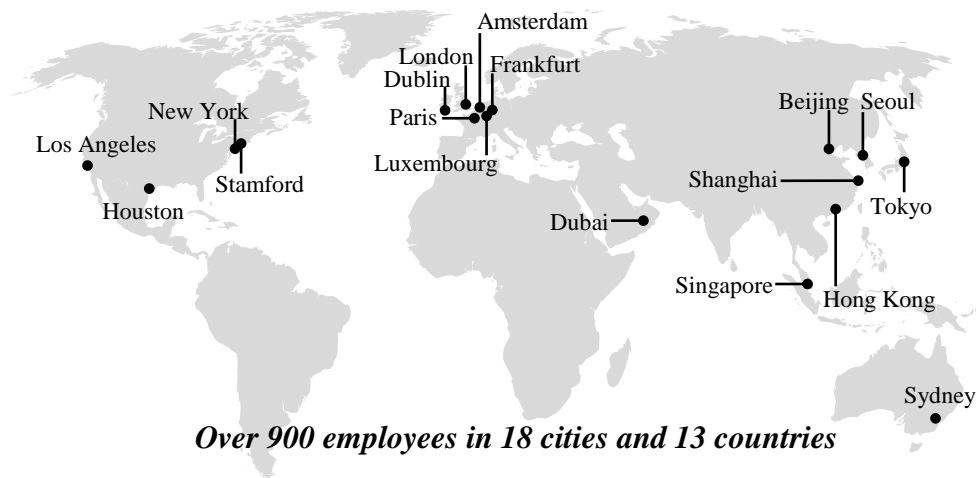 Amsterdam
London
Frankfurt
Dublin
Beijing Seoul
New York
Paris
Los Angeles
Luxembourg
Stamford
Shanghai
Houston
Tokyo
Dubai
Singapore
Hong Kong
Sydney
Over 900 employees in 18 cities and 13 countries